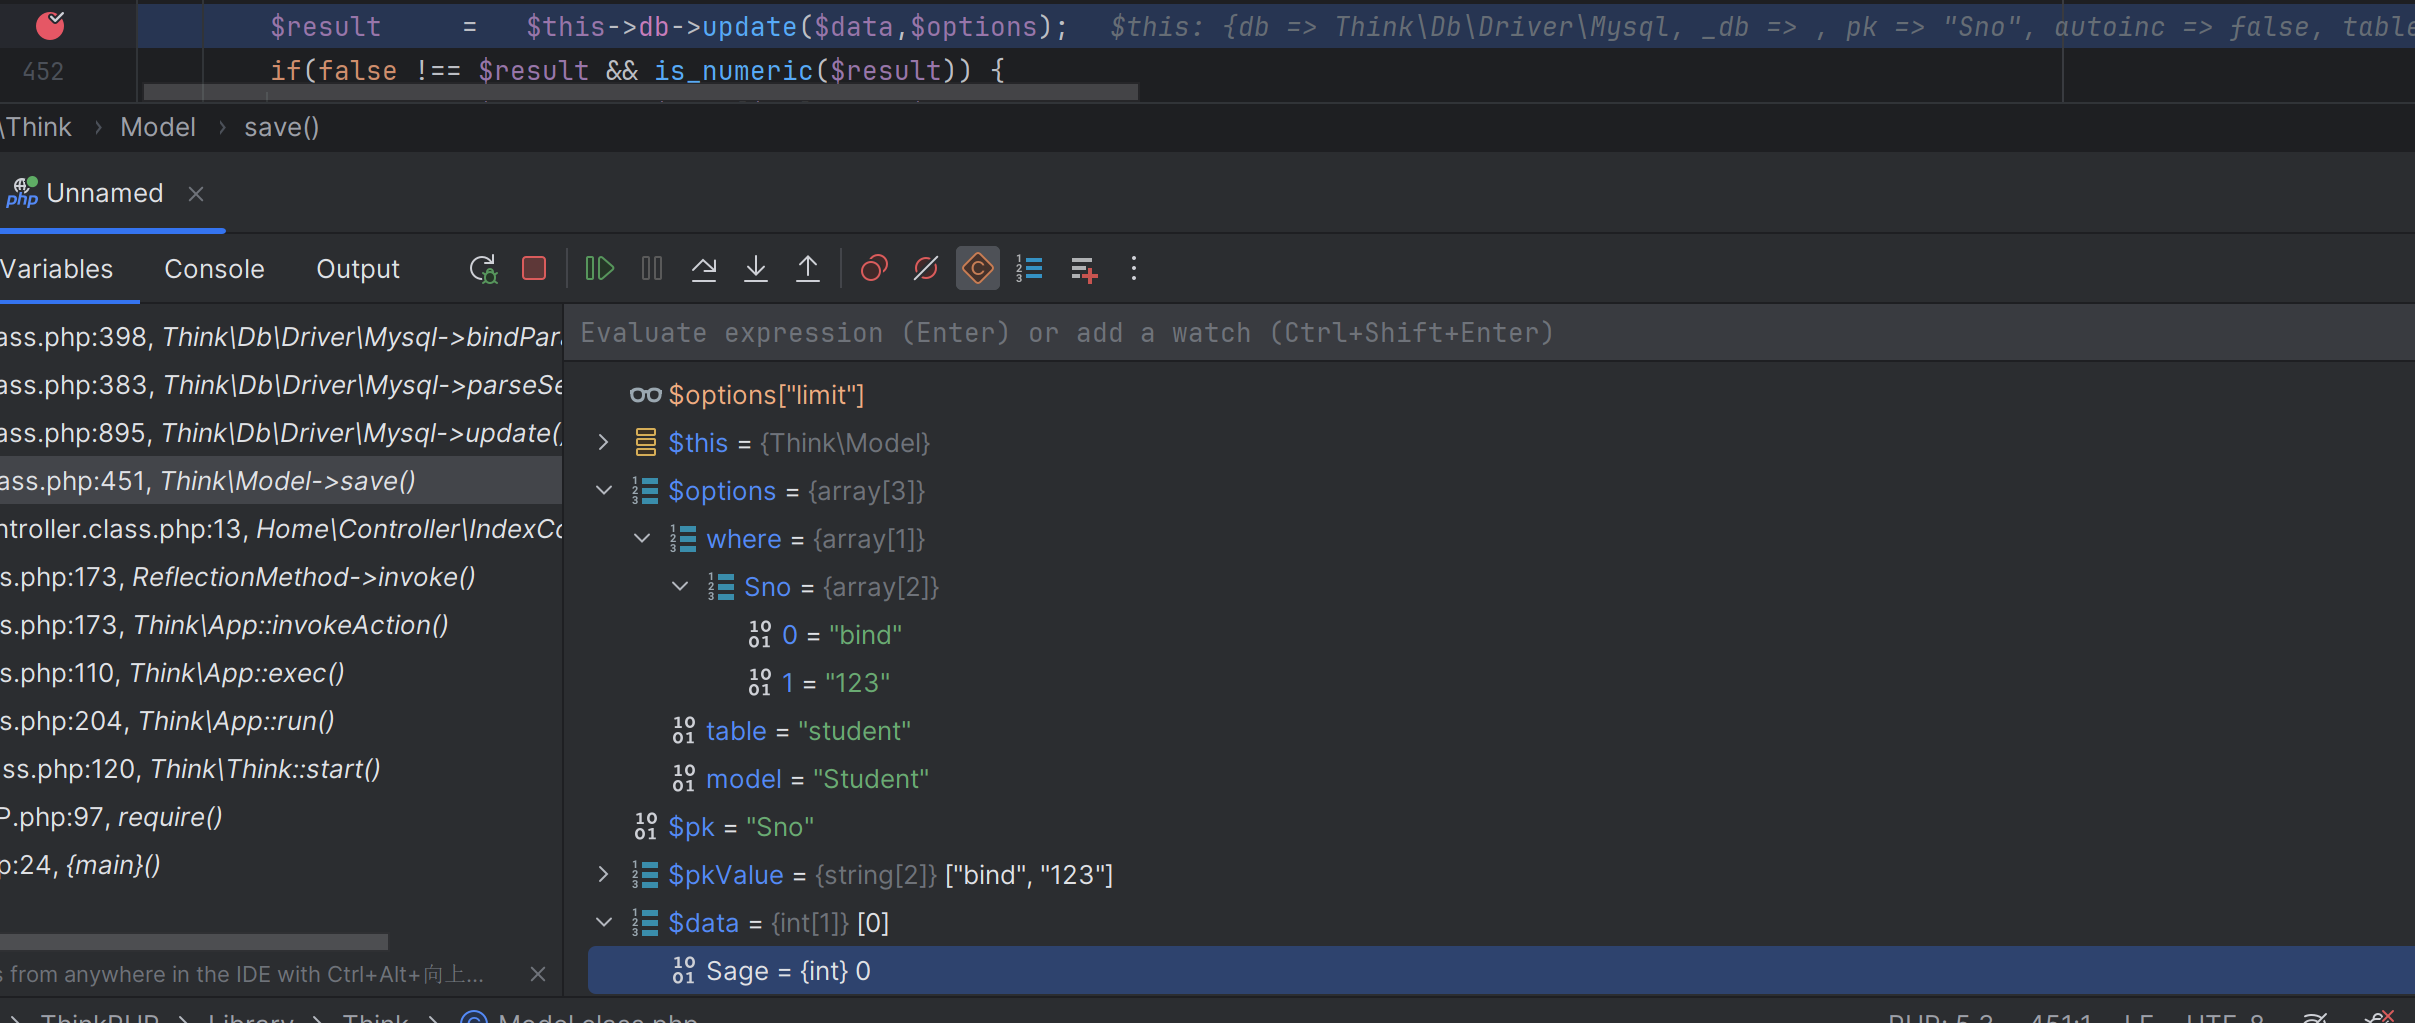 $result = $this->db->update($data,$options); $this: {db => Think\Db\Driver\Mysql, _db => , pk => "Sno", autoinc => false, table
452 if(false !== $result && is_numeric($result)) {
\Think › Model › save()
php Unnamed ×
Variables Console Output
Evaluate expression (Enter) or add a watch (Ctrl+Shift+Enter)
ass.php:398, Think\Db\Driver\Mysql->bindPar
ass.php:383, Think\Db\Driver\Mysql->parseSe
ass.php:895, Think\Db\Driver\Mysql->update(
ass.php:451, Think\Model->save()
ntroller.class.php:13, Home\Controller\IndexCo
s.php:173, ReflectionMethod->invoke()
s.php:173, Think\App::invokeAction()
s.php:110, Think\App::exec()
s.php:204, Think\App::run()
ss.php:120, Think\Think::start()
P.php:97, require()
p:24, {main}()
s from anywhere in the IDE with Ctrl+Alt+向上... ×
$options["limit"]
$this = {Think\Model}
$options = {array[3]}
where = {array[1]}
Sno = {array[2]}
0 = "bind"
1 = "123"
table = "student"
model = "Student"
$pk = "Sno"
$pkValue = {string[2]} ["bind", "123"]
$data = {int[1]} [0]
Sage = {int} 0
ThinkPHP › Library › Think › Model.class.php
PHP: 5.3 451:1 LF UTF-8